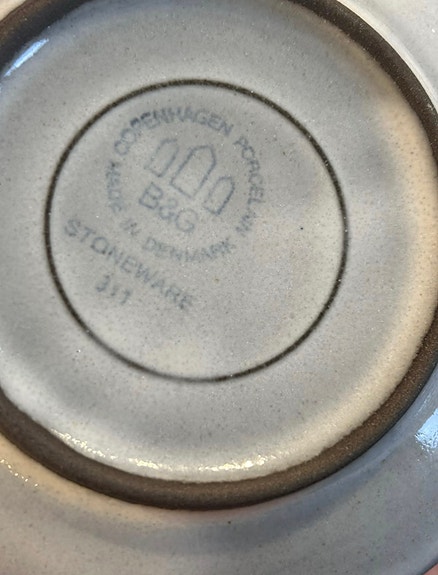 COPENHAGEN PORCELAIN
B&G
MADE IN DENMARK
STONEWARE
311